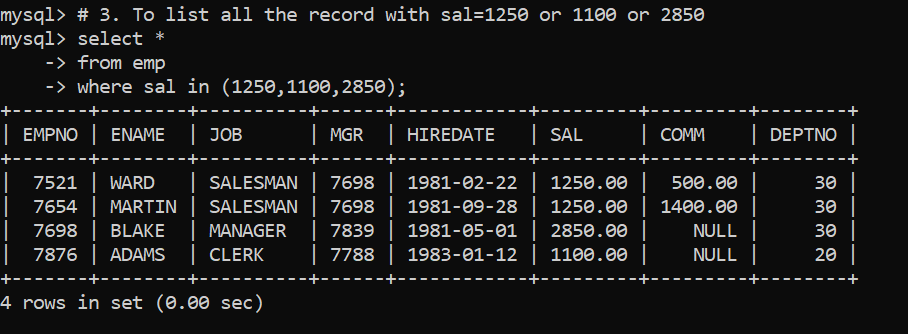 mysql> # 3. To list all the record with sal=1250 or 1100 or 2850
mysql> select *
    -> from emp
    -> where sal in (1250,1100,2850);
+-------+--------+----------+------+------------+---------+---------+--------+
| EMPNO | ENAME  | JOB      | MGR  | HIREDATE   | SAL     | COMM    | DEPTNO |
+-------+--------+----------+------+------------+---------+---------+--------+
|  7521 | WARD   | SALESMAN | 7698 | 1981-02-22 | 1250.00 |  500.00 |     30 |
|  7654 | MARTIN | SALESMAN | 7698 | 1981-09-28 | 1250.00 | 1400.00 |     30 |
|  7698 | BLAKE  | MANAGER  | 7839 | 1981-05-01 | 2850.00 |    NULL |     30 |
|  7876 | ADAMS  | CLERK    | 7788 | 1983-01-12 | 1100.00 |    NULL |     20 |
+-------+--------+----------+------+------------+---------+---------+--------+
4 rows in set (0.00 sec)